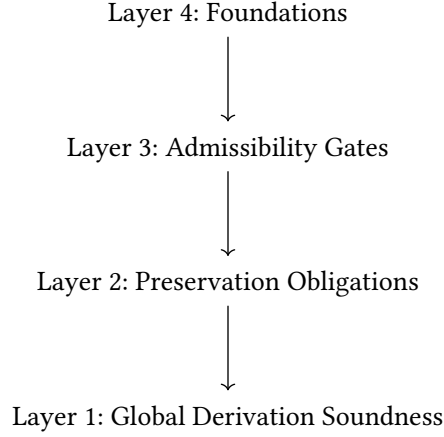 Layer 4: Foundations
Layer 3: Admissibility Gates
Layer 2: Preservation Obligations
Layer 1: Global Derivation Soundness